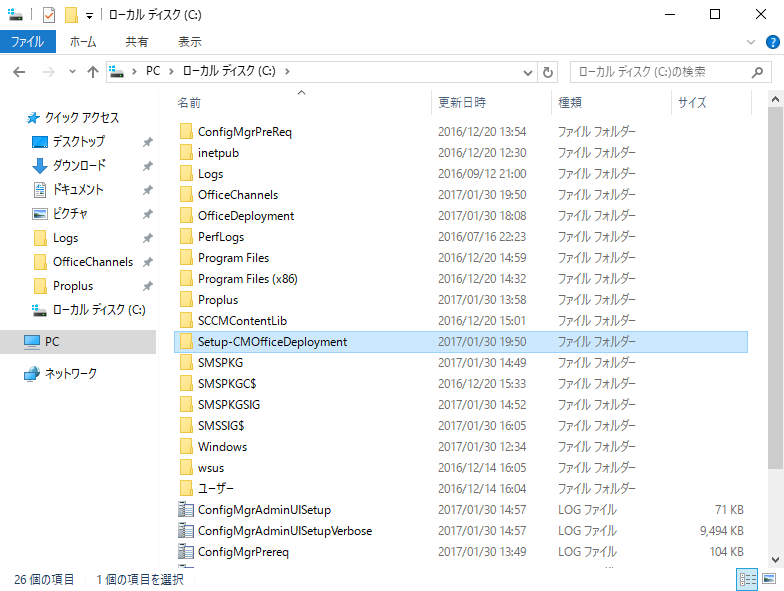 ローカル ディスク (C:)
ファイル ホーム 共有 表示
PC ローカル ディスク (C:) ローカル ディスク (C:)の検索
クイック アクセス
デスクトップ
ダウンロード
ドキュメント
ピクチャ
Logs
OfficeChannels
Proplus
ローカル ディスク (C:)
PC
ネットワーク
名前 更新日時 種類 サイズ
ConfigMgrPreReq 2016/12/20 13:54 ファイル フォルダー
inetpub 2016/12/20 12:30 ファイル フォルダー
Logs 2016/09/12 21:00 ファイル フォルダー
OfficeChannels 2017/01/30 19:50 ファイル フォルダー
OfficeDeployment 2017/01/30 18:08 ファイル フォルダー
PerfLogs 2016/07/16 22:23 ファイル フォルダー
Program Files 2016/12/20 14:59 ファイル フォルダー
Program Files (x86) 2016/12/20 14:32 ファイル フォルダー
Proplus 2017/01/30 13:58 ファイル フォルダー
SCCMContentLib 2016/12/20 15:01 ファイル フォルダー
Setup-CMOfficeDeployment 2017/01/30 19:50 ファイル フォルダー
SMSPKG 2017/01/30 14:49 ファイル フォルダー
SMSPKGC$ 2016/12/20 15:33 ファイル フォルダー
SMSPKGSIG 2017/01/30 14:52 ファイル フォルダー
SMSSIG$ 2017/01/30 16:05 ファイル フォルダー
Windows 2017/01/30 12:34 ファイル フォルダー
wsus 2016/12/14 16:05 ファイル フォルダー
ユーザー 2016/12/14 16:04 ファイル フォルダー
ConfigMgrAdminUISetup 2017/01/30 14:57 LOG ファイル 71 KB
ConfigMgrAdminUISetupVerbose 2017/01/30 14:57 LOG ファイル 9,494 KB
ConfigMgrPrereq 2017/01/30 13:49 LOG ファイル 104 KB
26 個の項目 1 個の項目を選択